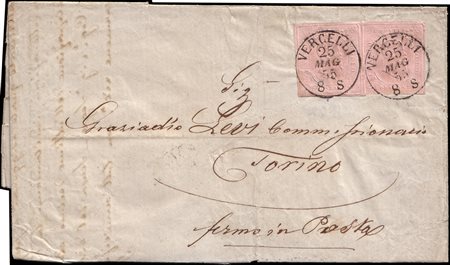 VERCELLI
25
MAG
55
8 S
VERCELLI
25
MAG
55
8 S
Sig
Graziadio Levi Commissionario
Torino
fermo in Posta